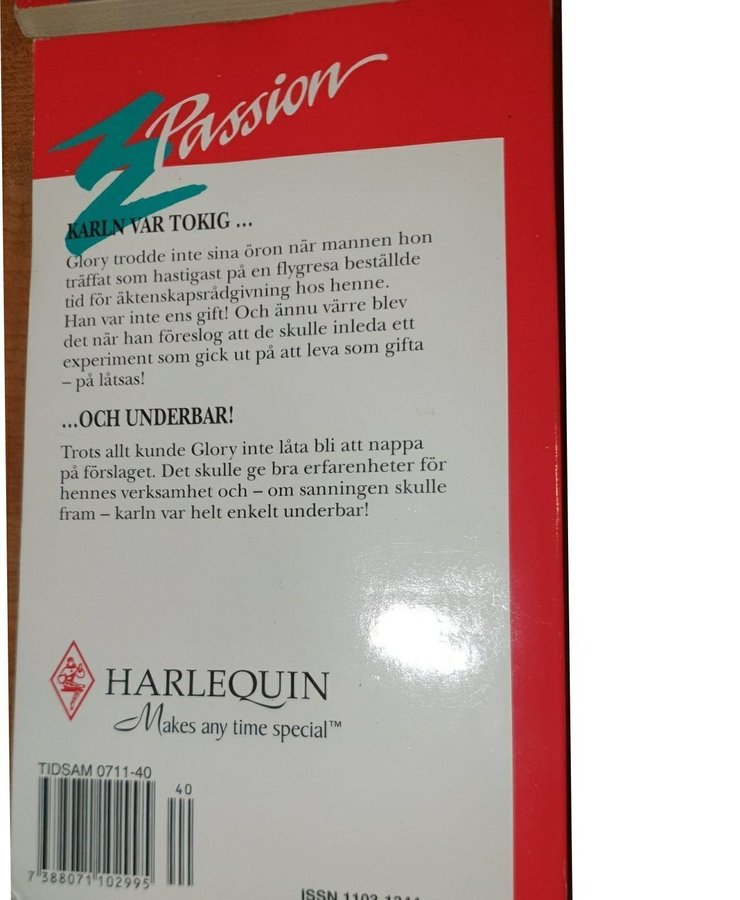 Passion
KARLN VAR TOKIG ...
Glory trodde inte sina öron när mannen hon
träffat som hastigast på en flygresa beställde
tid för äktenskapsrådgivning hos henne.
Han var inte ens gift! Och ännu värre blev
det när han föreslog att de skulle inleda ett
experiment som gick ut på att leva som gifta
– på låtsas!
...OCH UNDERBAR!
Trots allt kunde Glory inte låta bli att nappa
på förslaget. Det skulle ge bra erfarenheter för
hennes verksamhet och – om sanningen skulle
fram – karln var helt enkelt underbar!
HARLEQUIN
Makes any time special™
TIDSAM 0711-40
40
7 388071 102995
ISSN